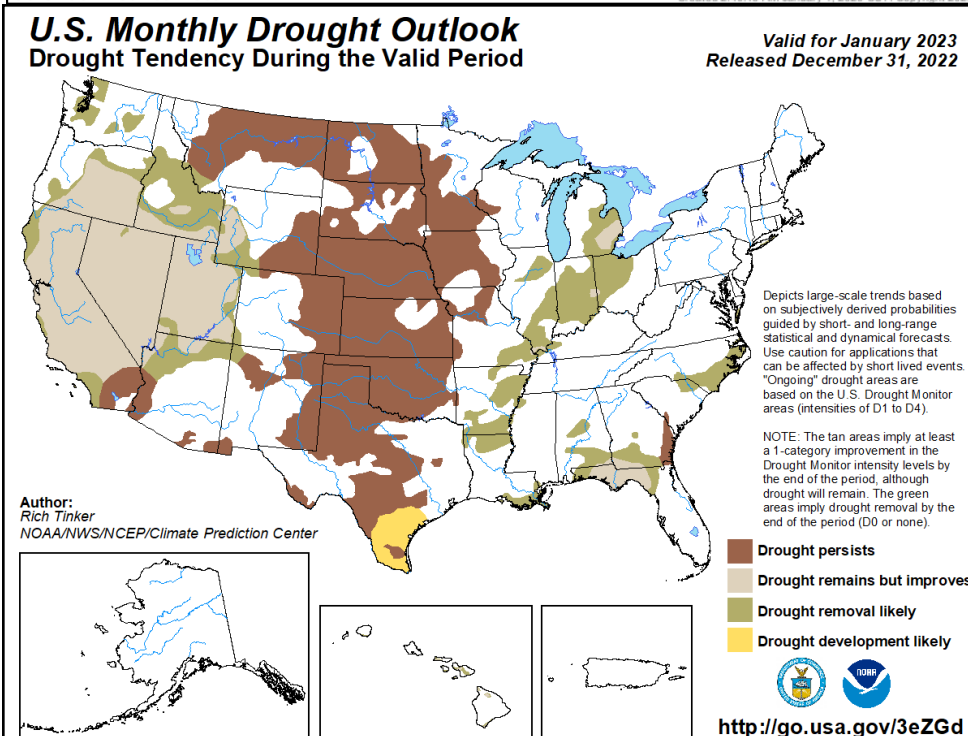 U.S. Monthly Drought Outlook
Drought Tendency During the Valid Period
Valid for January 2023
Released December 31, 2022
Depicts large-scale trends based
on subjectively derived probabilities
guided by short- and long-range
statistical and dynamical forecasts.
Use caution for applications that
can be affected by short lived events.
"Ongoing" drought areas are
based on the U.S. Drought Monitor
areas (intensities of D1 to D4).
NOTE: The tan areas imply at least
a 1-category improvement in the
Drought Monitor intensity levels by
the end of the period, although
drought will remain. The green
areas imply drought removal by the
end of the period (D0 or none).
Author:
Rich Tinker
NOAA/NWS/NCEP/Climate Prediction Center
Drought persists
Drought remains but improves
Drought removal likely
Drought development likely
NOAA
http://go.usa.gov/3eZGd